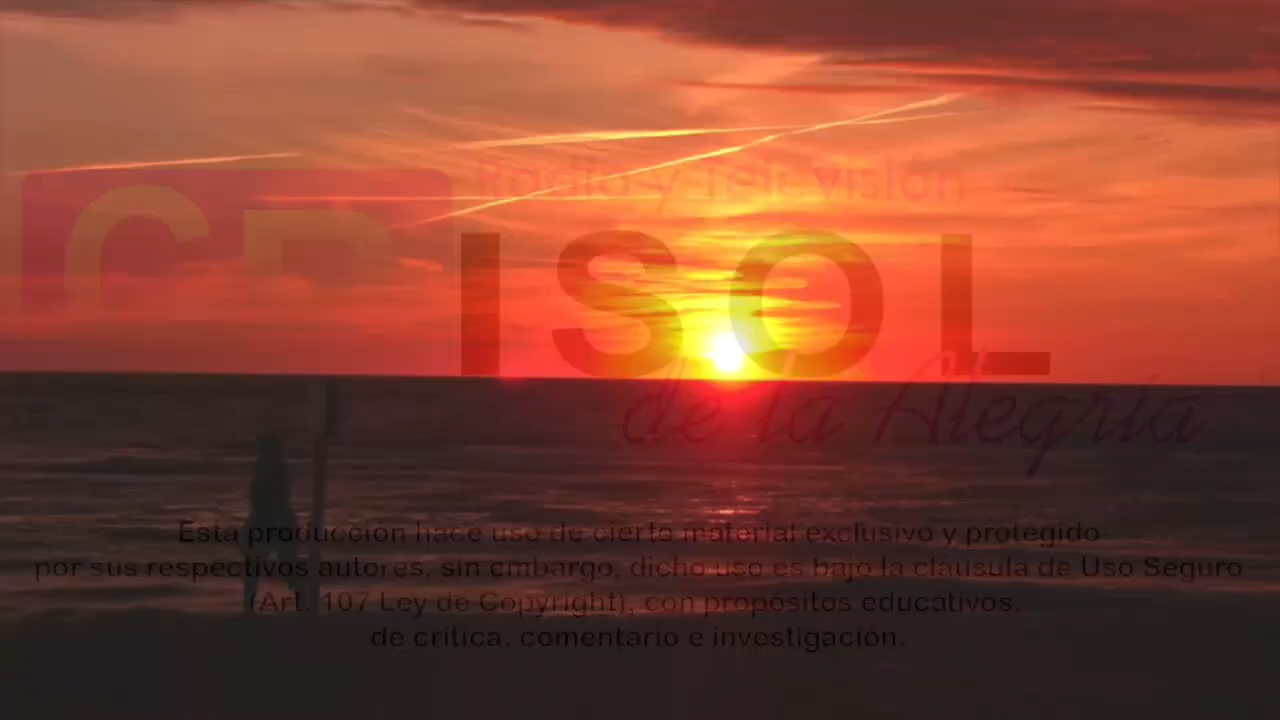 Radio y Televisión
CRISOL
de la Alegría
Esta producción hace uso de cierto material exclusivo y protegido
por sus respectivos autores, sin embargo, dicho uso es bajo la clausula de Uso Seguro
(Art. 107 Ley de Copyright), con propósitos educativos.
de crítica, comentario e investigación.